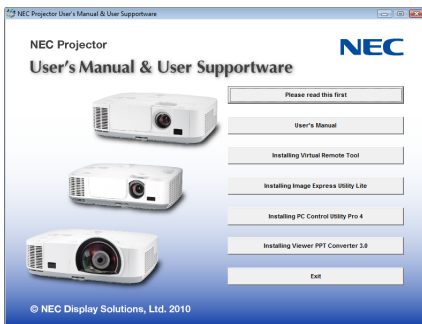 NEC Projector User's Manual & User Supportware
NEC Projector
NEC
User's Manual & User Supportware
Please read this first
User's Manual
Installing Virtual Remote Tool
Installing Image Express Utility Lite
Installing PC Control Utility Pro 4
Installing Viewer PPT Converter 3.0
Exit
© NEC Display Solutions, Ltd. 2010